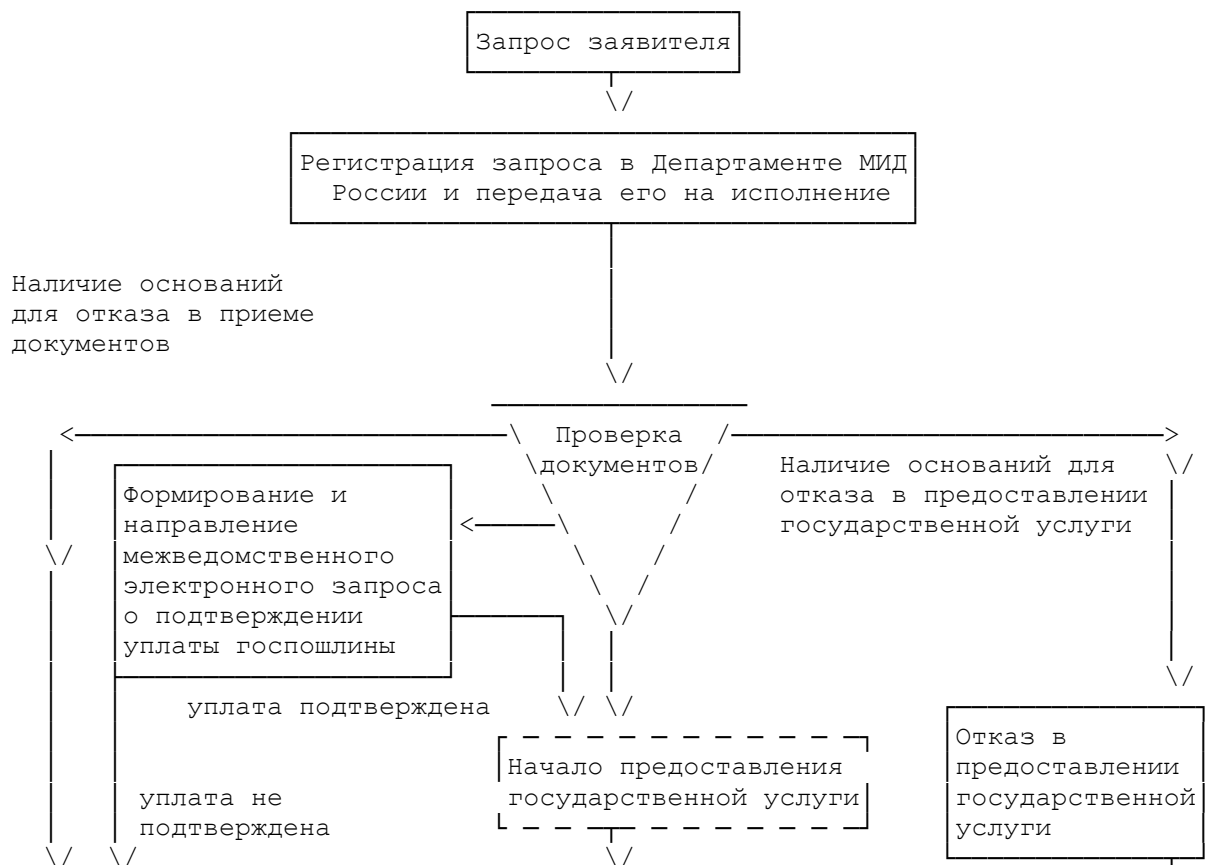 Запрос заявителя
Регистрация запроса в Департаменте МИД
России и передача его на исполнение
Наличие оснований
для отказа в приеме
документов
Проверка
документов
Наличие оснований для
отказа в предоставлении
государственной услуги
Формирование и
направление
межведомственного
электронного запроса
о подтверждении
уплаты госпошлины
уплата подтверждена
Начало предоставления
государственной услуги
Отказ в
предоставлении
государственной
услуги
уплата не
подтверждена